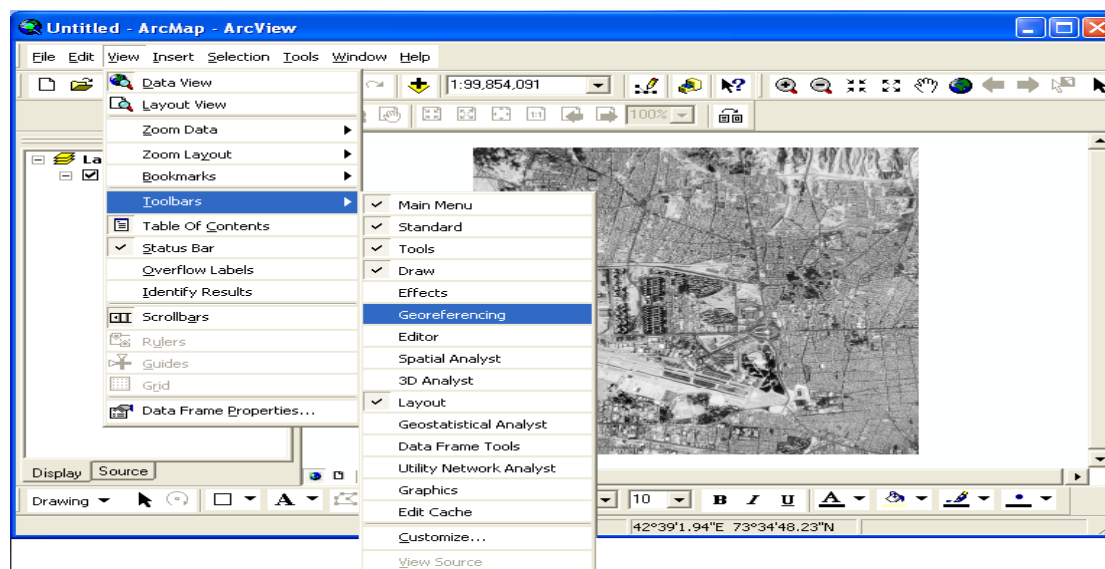 Untitled - ArcMap - ArcView
File Edit View Insert Selection Tools Window Help
1:99,854,091
100%
1:1
Data View
Layout View
Zoom Data
Zoom Layout
Bookmarks
Toolbars
Table Of Contents
Status Bar
Overflow Labels
Identify Results
Scrollbars
Rulers
Guides
Grid
Data Frame Properties...
La
Main Menu
Standard
Tools
Draw
Effects
Georeferencing
Editor
Spatial Analyst
3D Analyst
Layout
Geostatistical Analyst
Data Frame Tools
Utility Network Analyst
Graphics
Edit Cache
Customize...
View Source
Display Source
Drawing A 10 B I U A
42°39'1.94"E 73°34'48.23"N